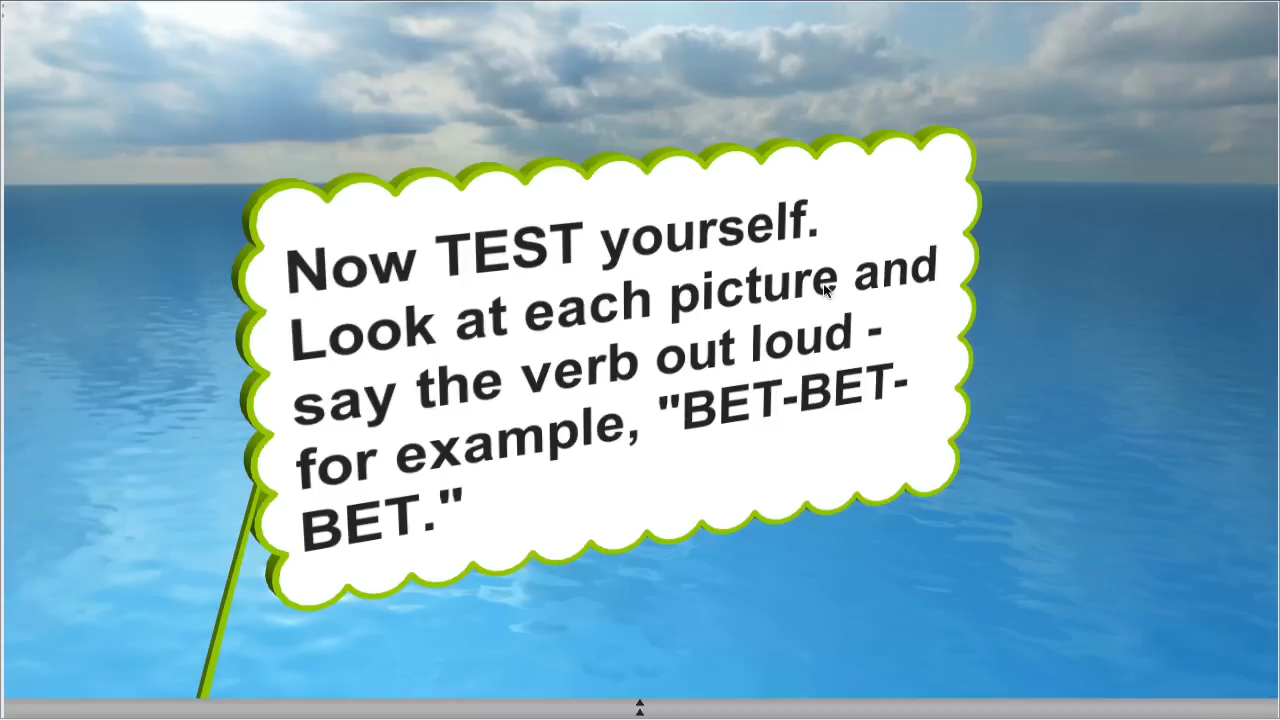 Now TEST yourself.
Look at each picture and
say the verb out loud -
for example, "BET-BET-
BET."